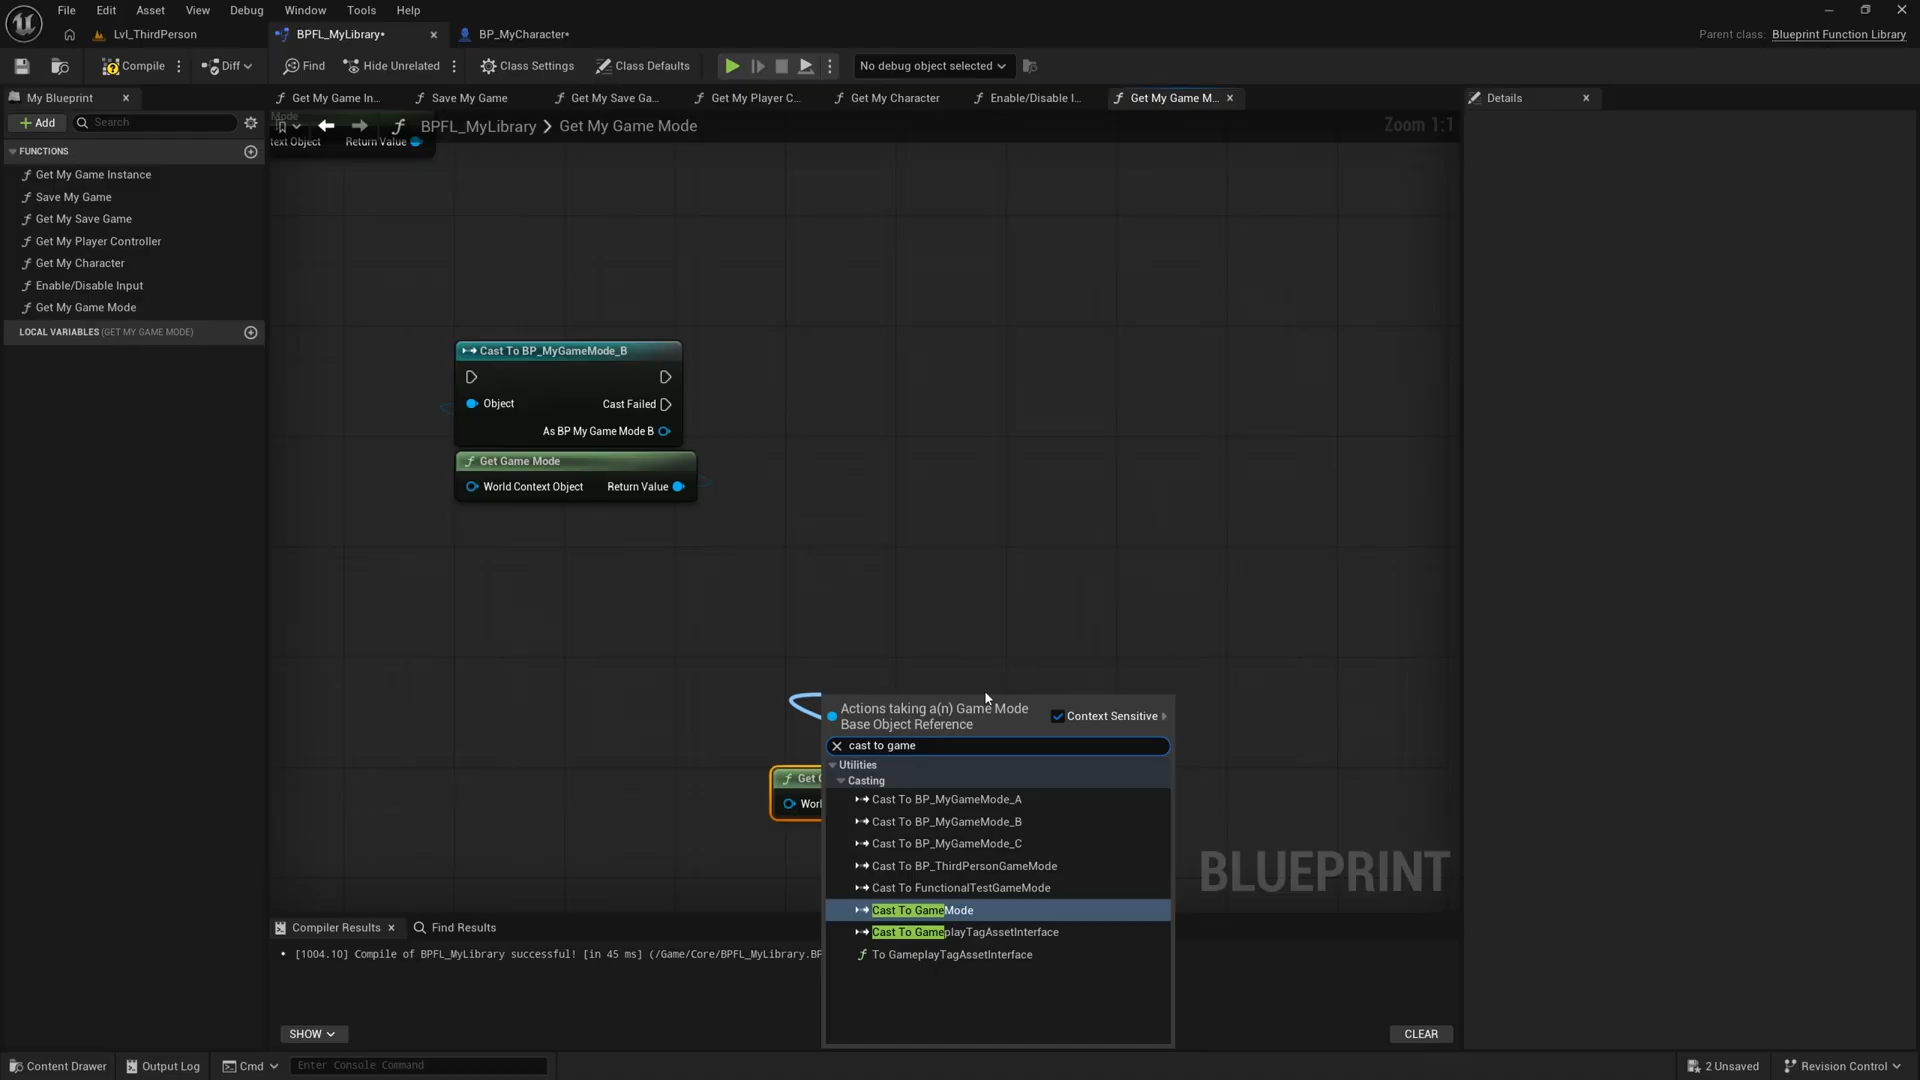 File Edit Asset View Debug Window Tools Help
Lvl_ThirdPerson
BPFL_MyLibrary*
BP_MyCharacter*
Parent class: Blueprint Function Library
Compile
Diff
Find
Hide Unrelated
Class Settings
Class Defaults
No debug object selected
My Blueprint
Get My Game In...
Save My Game
Get My Save Ga...
Get My Player C...
Get My Character
Enable/Disable I...
Get My Game M...
Details
Add
Search
BPFL_MyLibrary > Get My Game Mode
Zoom 1:1
Mode
text Object Return Value
FUNCTIONS
Get My Game Instance
Save My Game
Get My Save Game
Get My Player Controller
Get My Character
Enable/Disable Input
Get My Game Mode
LOCAL VARIABLES (GET MY GAME MODE)
Cast To BP_MyGameMode_B
Object
Cast Failed
As BP My Game Mode B
Get Game Mode
World Context Object Return Value
Get
Worl
Actions taking a(n) Game Mode
Base Object Reference
Context Sensitive
cast to game
Utilities
Casting
Cast To BP_MyGameMode_A
Cast To BP_MyGameMode_B
Cast To BP_MyGameMode_C
Cast To BP_ThirdPersonGameMode
Cast To FunctionalTestGameMode
Cast To GameMode
Cast To GameplayTagAssetInterface
To GameplayTagAssetInterface
BLUEPRINT
Compiler Results
Find Results
[1004.10] Compile of BPFL_MyLibrary successful! [in 45 ms] (/Game/Core/BPFL_MyLibrary.BP
SHOW
CLEAR
Content Drawer
Output Log
Cmd
Enter Console Command
2 Unsaved
Revision Control